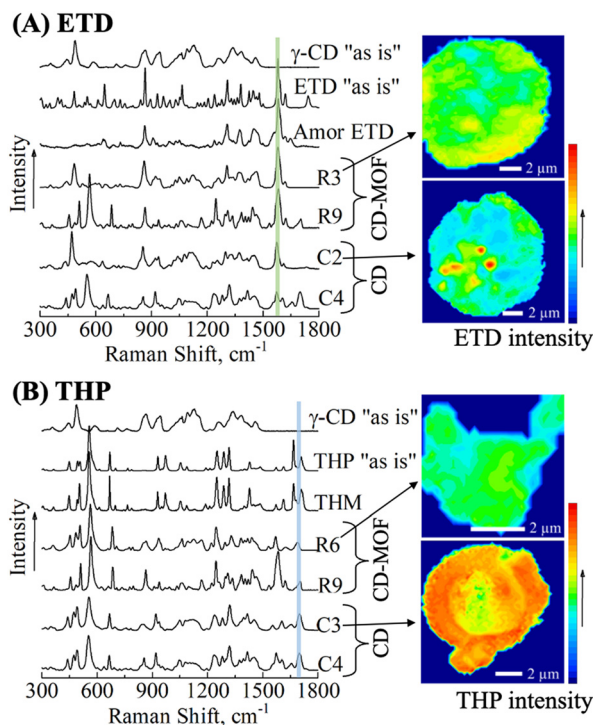 (A) ETD
γ-CD "as is"
ETD "as is"
Amor ETD
R3
R9
CD-MOF
C2
C4
CD
Intensity
300 600 900 1200 1500 1800
Raman Shift, cm-1
2 μm
2 μm
ETD intensity
(B) THP
γ-CD "as is"
THP "as is"
THM
R6
R9
CD-MOF
C3
C4
CD
Intensity
300 600 900 1200 1500 1800
Raman Shift, cm-1
2 μm
2 μm
THP intensity